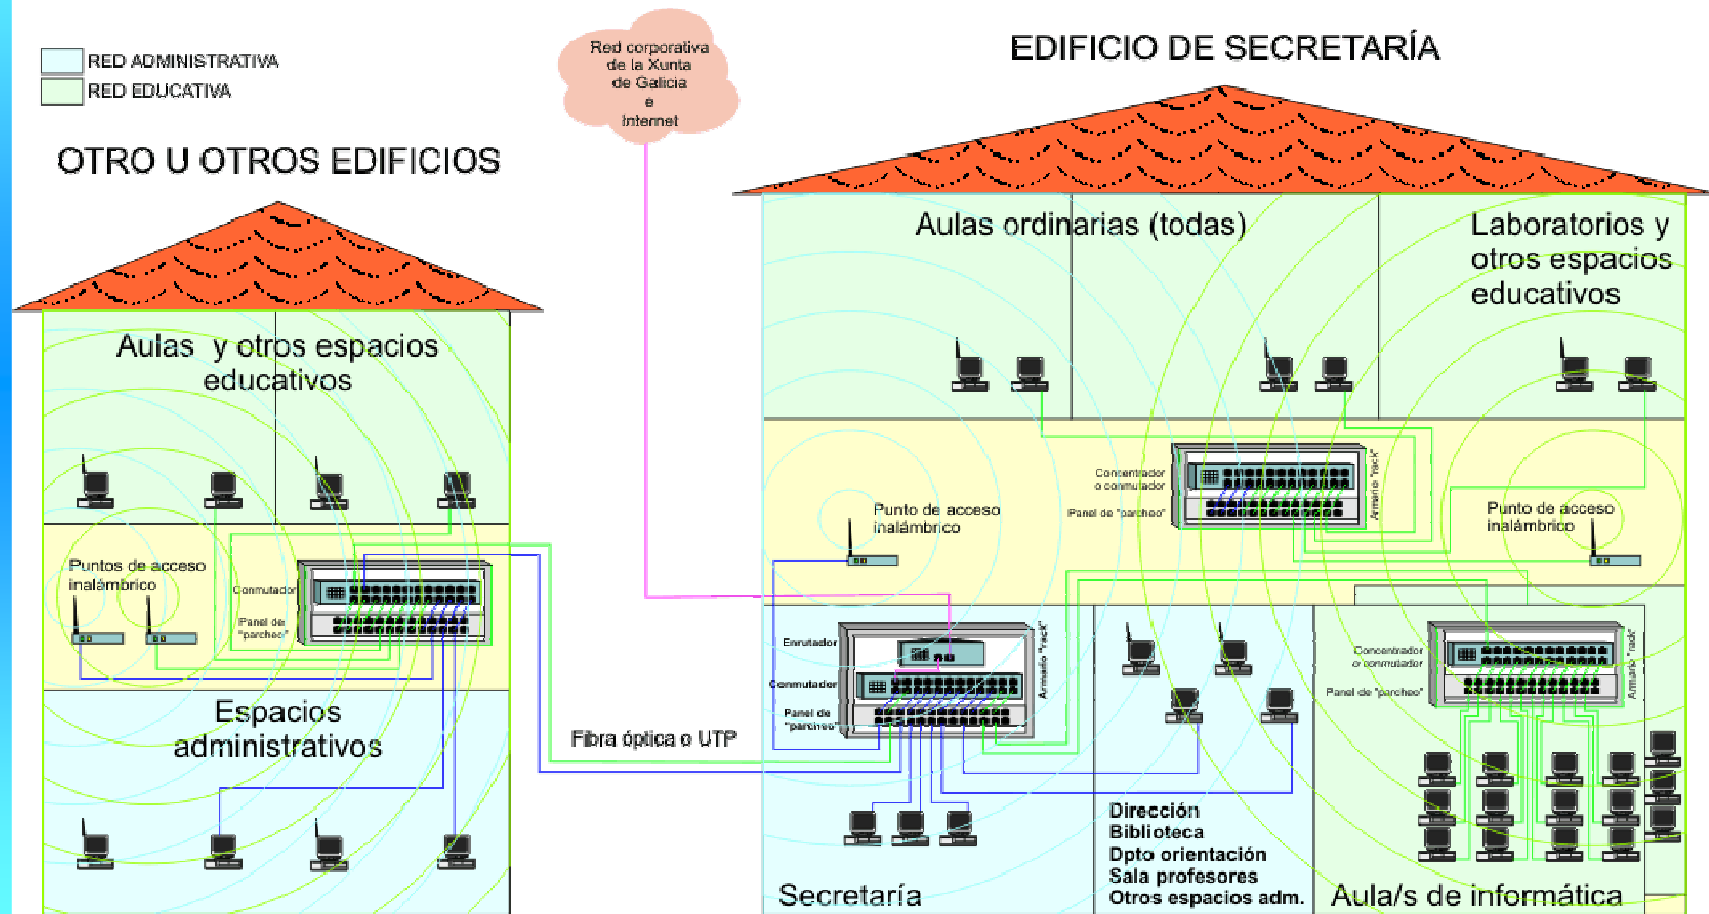 RED ADMINISTRATIVA
RED EDUCATIVA
Red corporativa
de la Xunta
de Galicia
e
Internet
EDIFICIO DE SECRETARÍA
OTRO U OTROS EDIFICIOS
Aulas ordinarias (todas)
Laboratorios y
otros espacios
educativos
Aulas y otros espacios
educativos
Concentrador
o conmutador
Panel de "parcheo"
Armario "rack"
Punto de acceso
inalámbrico
Punto de acceso
inalámbrico
Puntos de acceso
inalámbrico
Conmutador
Panel de
"parcheo"
Enrutador
Conmutador
Panel de
"parcheo"
Armario "rack"
Concentrador
o conmutador
Panel de "parcheo"
Armario "rack"
Espacios
administrativos
Fibra óptica o UTP
Dirección
Biblioteca
Dpto orientación
Sala profesores
Otros espacios adm.
Secretaría
Aula/s de informática